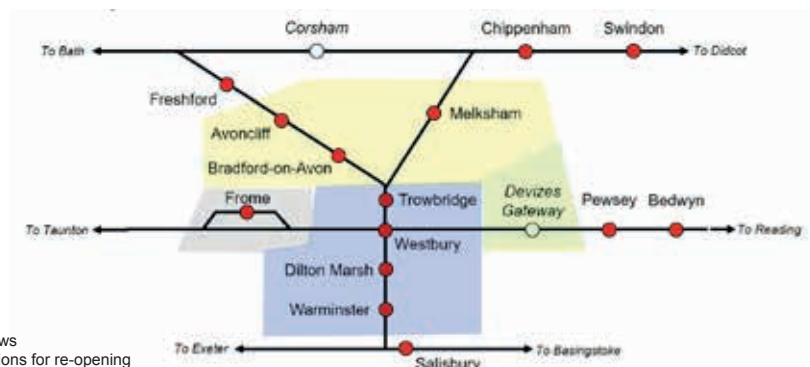 Corsham
Chippenham
Swindon
To Bath
To Didcot
Freshford
Melksham
Avoncliff
Bradford-on-Avon
Frome
Trowbridge
Devizes
Gateway
Pewsey
Bedwyn
To Taunton
Westbury
To Reading
Dilton Marsh
Warminster
ws
ions for re-opening
To Exeter
To Basingstoke
Salisbury